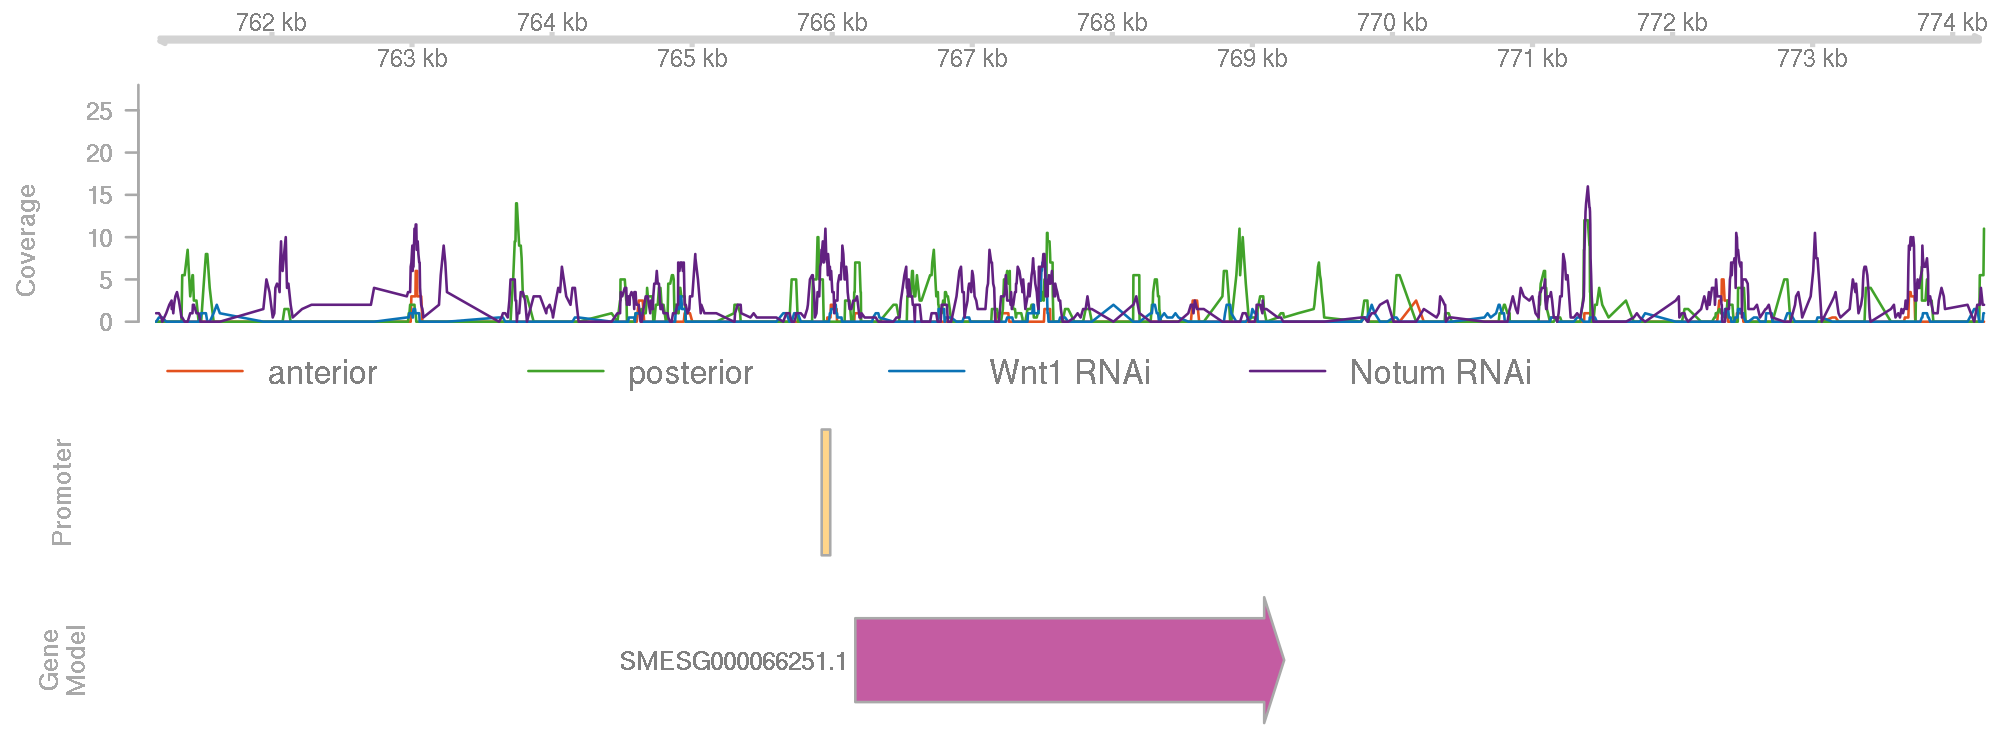 762 kb 764 kb 766 kb 768 kb 770 kb 772 kb 774 kb
763 kb 765 kb 767 kb 769 kb 771 kb 773 kb
Coverage
25
20
15
10
5
0
anterior posterior Wnt1 RNAi Notum RNAi
Promoter
Gene
Model
SMESG000066251.1